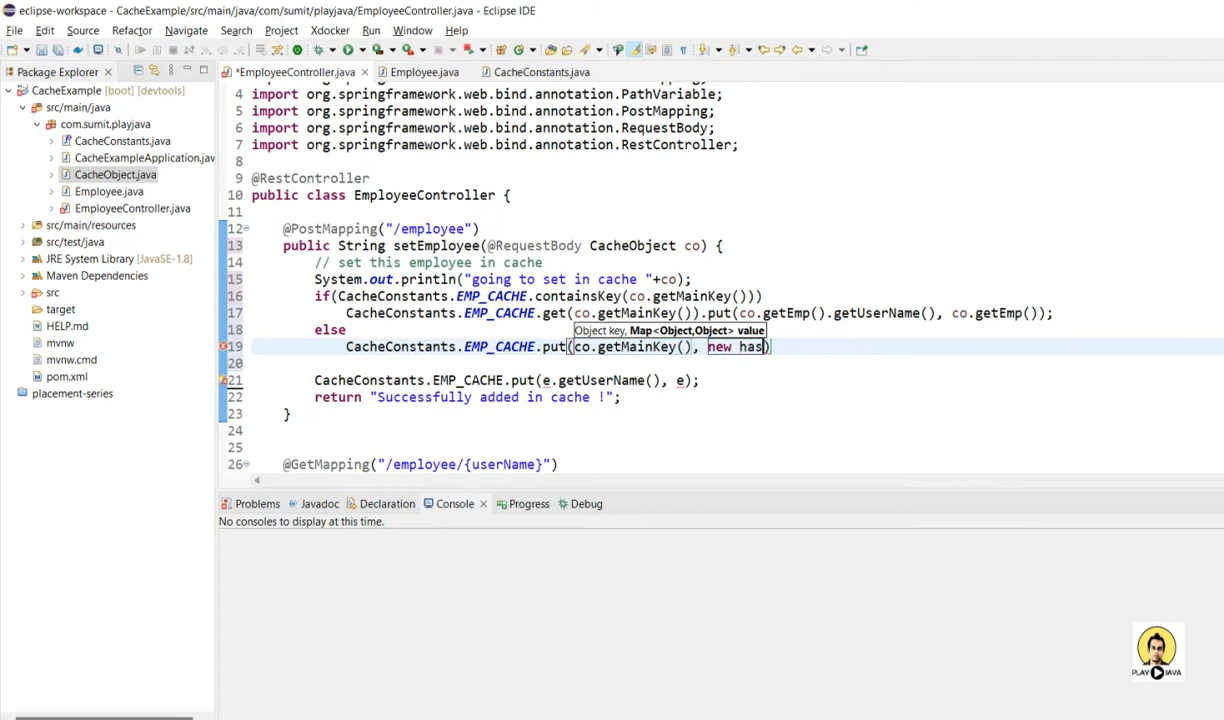 eclipse-workspace - CacheExample/src/main/java/com/sumit/playjava/EmployeeController.java - Eclipse IDE
File Edit Source Refactor Navigate Search Project Xdocker Run Window Help
Package Explorer
*EmployeeController.java Employee.java CacheConstants.java
CacheExample [boot] [devtools]
src/main/java
com.sumit.playjava
CacheConstants.java
CacheExampleApplication.jav
CacheObject.java
Employee.java
EmployeeController.java
src/main/resources
src/test/java
JRE System Library [JavaSE-1.8]
Maven Dependencies
src
target
HELP.md
mvnw
mvnw.cmd
pom.xml
placement-series
4 import org.springframework.web.bind.annotation.PathVariable;
5 import org.springframework.web.bind.annotation.PostMapping;
6 import org.springframework.web.bind.annotation.RequestBody;
7 import org.springframework.web.bind.annotation.RestController;
8
9 @RestController
10 public class EmployeeController {
11
12 @PostMapping("/employee")
13 public String setEmployee(@RequestBody CacheObject co) {
14 // set this employee in cache
15 System.out.println("going to set in cache "+co);
16 if(CacheConstants.EMP_CACHE.containsKey(co.getMainKey()))
17 CacheConstants.EMP_CACHE.get(co.getMainKey()).put(co.getEmp().getUserName(), co.getEmp());
18 else
Object key, Map<Object,Object> value
19 CacheConstants.EMP_CACHE.put(co.getMainKey(), new has)
20
21 CacheConstants.EMP_CACHE.put(e.getUserName(), e);
22 return "Successfully added in cache !";
23 }
24
25
26 @GetMapping("/employee/{userName}")
Problems Javadoc Declaration Console Progress Debug
No consoles to display at this time.
PLAY JAVA